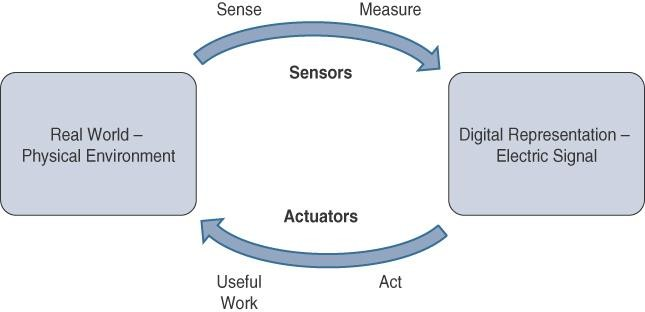 Sense Measure
Sensors
Real World –
Physical Environment
Digital Representation –
Electric Signal
Actuators
Useful
Work
Act